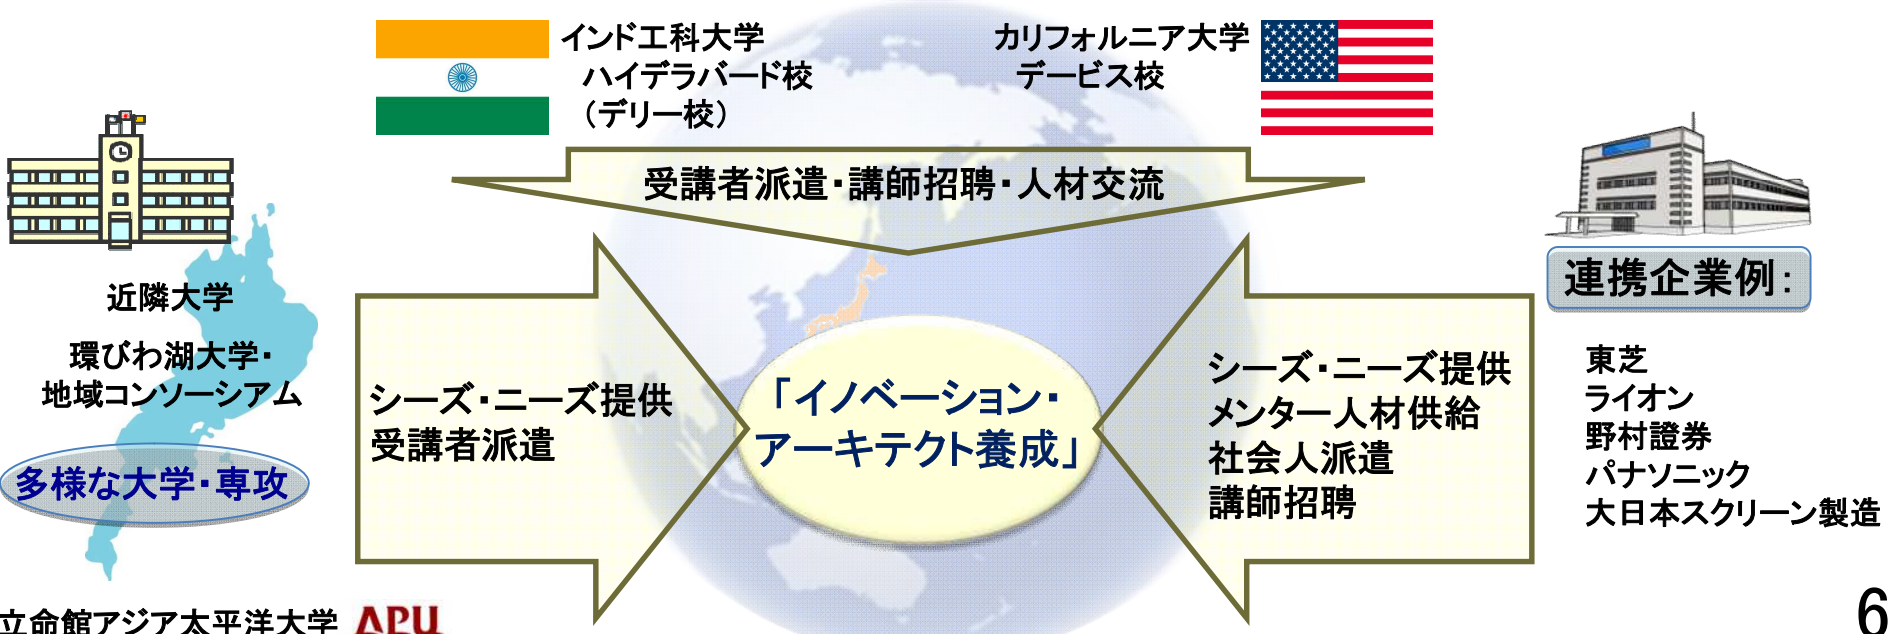 インド工科大学
ハイデラバード校
（デリー校）
カリフォルニア大学
デービス校
受講者派遣・講師招聘・人材交流
近隣大学
環びわ湖大学・
地域コンソーシアム
多様な大学・専攻
シーズ・ニーズ提供
受講者派遣
「イノベーション・
アーキテクト養成」
シーズ・ニーズ提供
メンター人材供給
社会人派遣
講師招聘
連携企業例：
東芝
ライオン
野村證券
パナソニック
大日本スクリーン製造
立命館アジア太平洋大学
APU
6